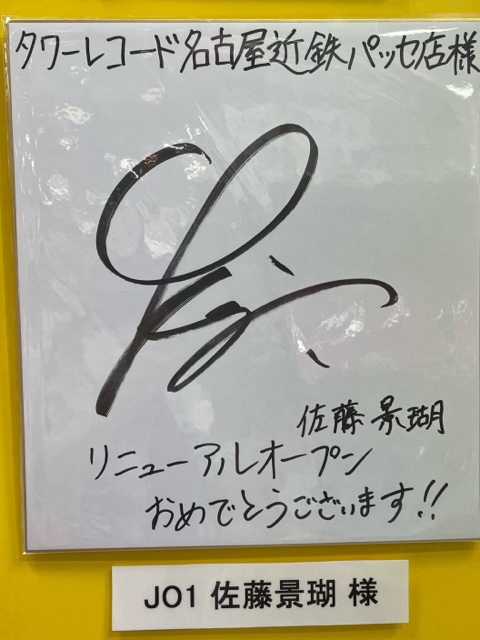 タワーレコード名古屋近鉄パッセ店様
佐藤景瑚
リニューアルオープン
おめでとうございます!!
JO1 佐藤景瑚 様